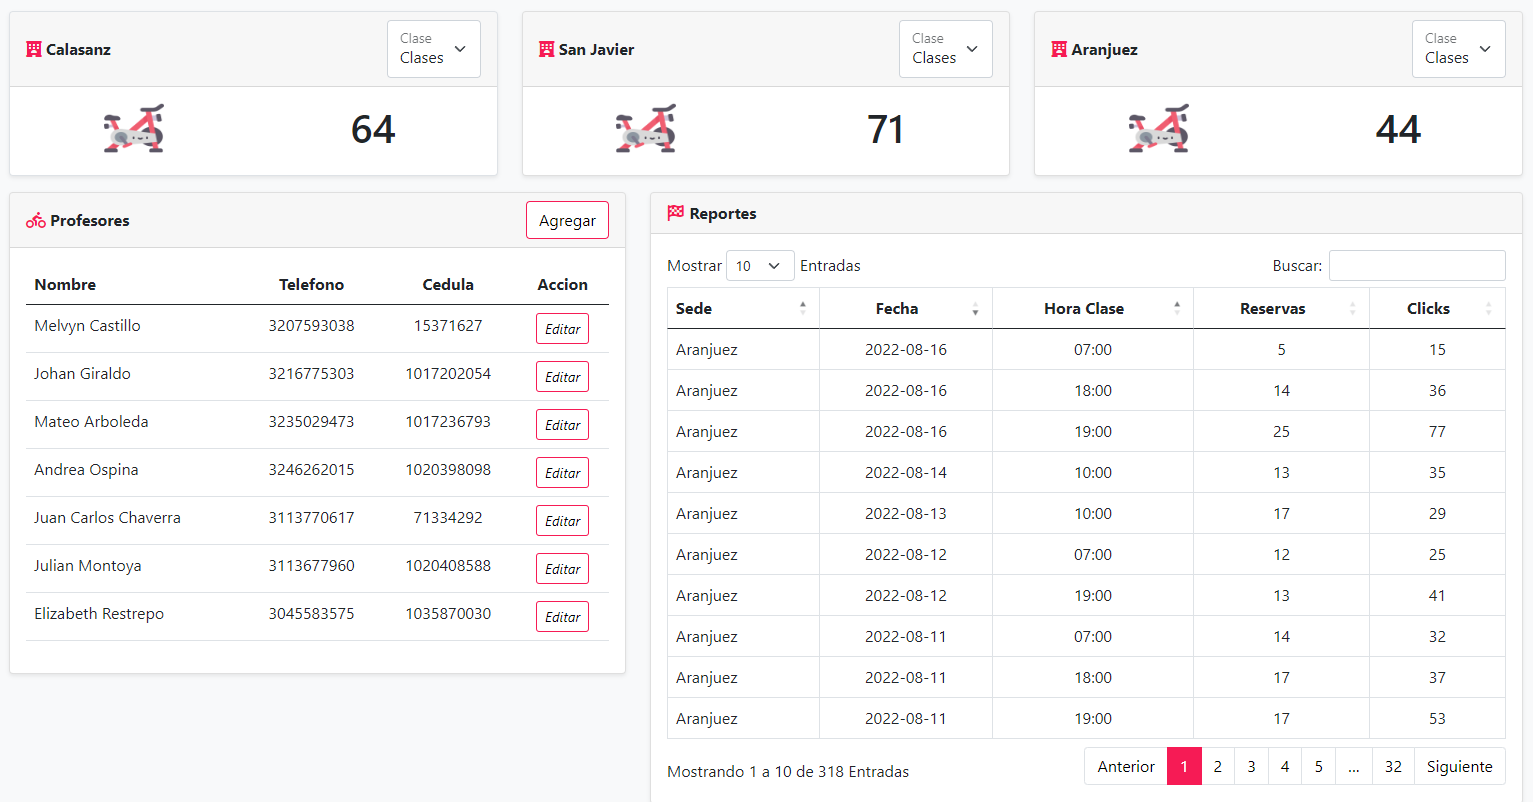 Calasanz
Clase
Clases
64
San Javier
Clase
Clases
71
Aranjuez
Clase
Clases
44
Profesores Agregar
Nombre Telefono Cedula Accion
Melvyn Castillo 3207593038 15371627 Editar
Johan Giraldo 3216775303 1017202054 Editar
Mateo Arboleda 3235029473 1017236793 Editar
Andrea Ospina 3246262015 1020398098 Editar
Juan Carlos Chaverra 3113770617 71334292 Editar
Julian Montoya 3113677960 1020408588 Editar
Elizabeth Restrepo 3045583575 1035870030 Editar
Reportes
Mostrar 10 Entradas Buscar:
Sede Fecha Hora Clase Reservas Clicks
Aranjuez 2022-08-16 07:00 5 15
Aranjuez 2022-08-16 18:00 14 36
Aranjuez 2022-08-16 19:00 25 77
Aranjuez 2022-08-14 10:00 13 35
Aranjuez 2022-08-13 10:00 17 29
Aranjuez 2022-08-12 07:00 12 25
Aranjuez 2022-08-12 19:00 13 41
Aranjuez 2022-08-11 07:00 14 32
Aranjuez 2022-08-11 18:00 17 37
Aranjuez 2022-08-11 19:00 17 53
Mostrando 1 a 10 de 318 Entradas Anterior 1 2 3 4 5 ... 32 Siguiente